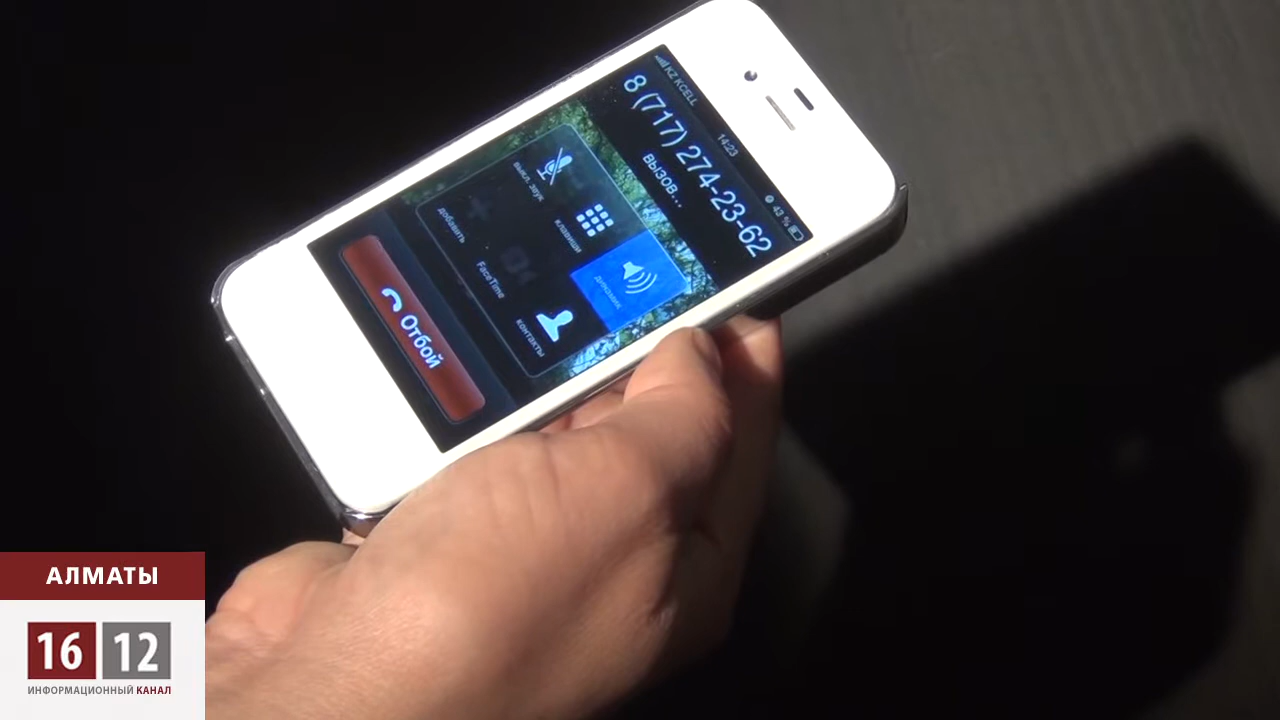 KZ KCELL 14:23 43 %
8 (717) 274-23-62
вызов...
выкл. звук
клавиши
динамик
добавить
FaceTime
контакты
Отбой
АЛМАТЫ
16 12
ИНФОРМАЦИОННЫЙ КАНАЛ